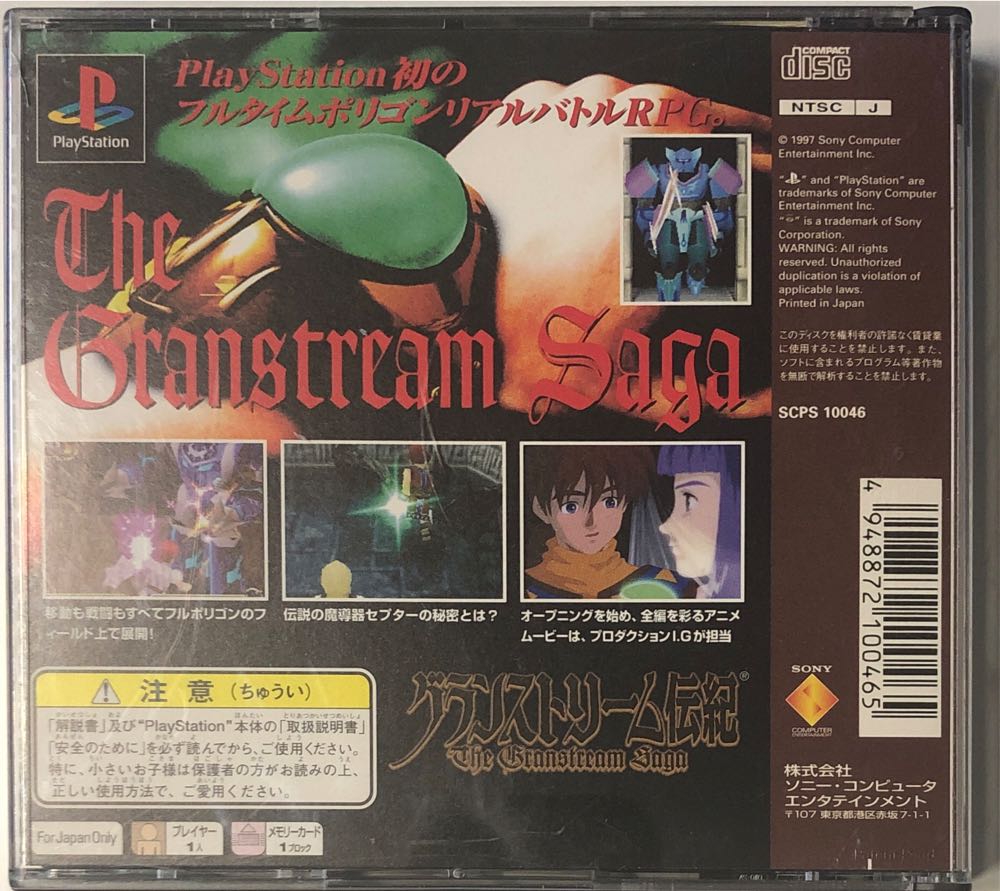 PlayStation
PlayStation 初の
フルタイムポリゴンリアルバトルRPG。
The
Granstream Saga
移動も戦闘もすべてフルポリゴンのフ
ィールド上で展開!
伝説の魔導器セプターの秘密とは?
オープニングを始め、全編を彩るアニメ
ムービーは、プロダクションI.Gが担当
注意(ちゅうい)
「解説書」及び“PlayStation”本体の「取扱説明書」
「安全のために」を必ず読んでから、ご使用ください。
特に、小さいお子様は保護者の方がお読みの上、
正しい使用方法で、ご愛用ください。
For Japan Only
プレイヤー
1人
メモリーカード
1ブロック
グランストリーム伝紀®
The Granstream Saga
COMPACT
disc
NTSC J
© 1997 Sony Computer
Entertainment Inc.
" " and "PlayStation" are
trademarks of Sony Computer
Entertainment Inc.
" " is a trademark of Sony
Corporation.
WARNING: All rights
reserved. Unauthorized
duplication is a violation of
applicable laws.
Printed in Japan
このディスクを権利者の許諾なく賃貸業
に使用することを禁止します。また、
ソフトに含まれるプログラム等著作物
を無断で解析することを禁止します。
SCPS 10046
4 948872 100465
SONY
COMPUTER
ENTERTAINMENT
株式会社
ソニー・コンピュータ
エンタテインメント
〒107 東京都港区赤坂7-1-1